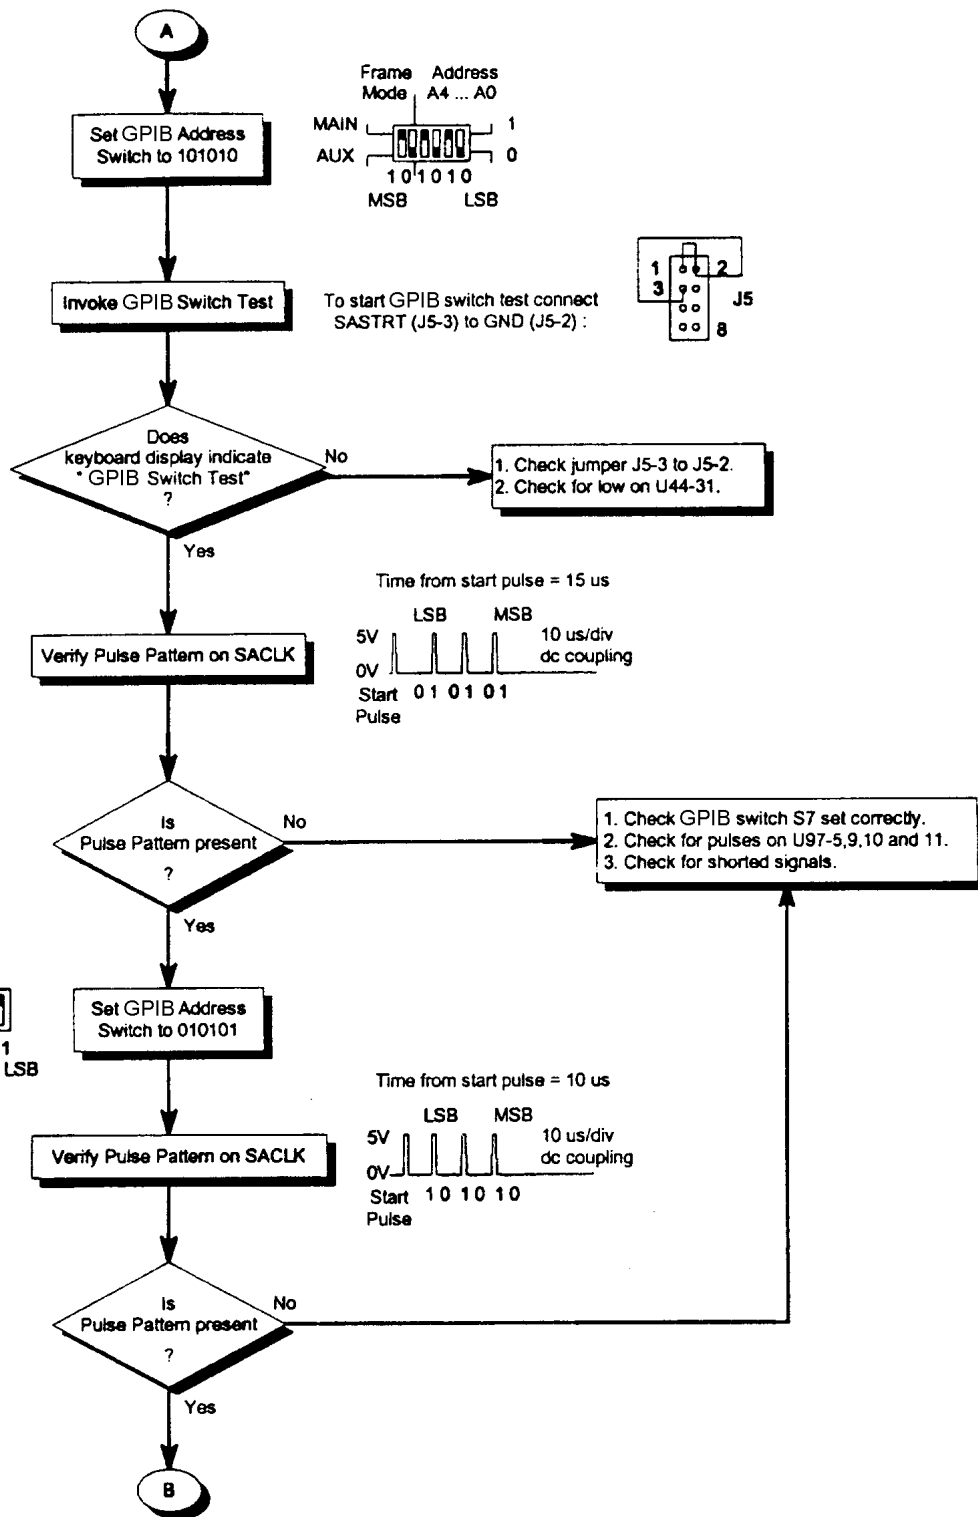 A
Set GPIB Address
Switch to 101010
Frame Address
Mode A4 ... A0
MAIN 1
AUX 0
1 0 1 0 1 0
MSB LSB
Invoke GPIB Switch Test
To start GPIB switch test connect
SASTRT (J5-3) to GND (J5-2) :
1 2
3 J5
8
Does
keyboard display indicate
" GPIB Switch Test"
?
No
Yes
1. Check jumper J5-3 to J5-2.
2. Check for low on U44-31.
Verify Pulse Pattern on SACLK
Time from start pulse = 15 us
LSB MSB
5V 10 us/div
dc coupling
0V
Start 0 1 0 1 0 1
Pulse
Is
Pulse Pattern present
?
No
Yes
1. Check GPIB switch S7 set correctly.
2. Check for pulses on U97-5,9,10 and 11.
3. Check for shorted signals.
Set GPIB Address
Switch to 010101
1
LSB
Verify Pulse Pattern on SACLK
Time from start pulse = 10 us
LSB MSB
5V 10 us/div
dc coupling
0V
Start 1 0 1 0 1 0
Pulse
Is
Pulse Pattern present
?
No
Yes
B